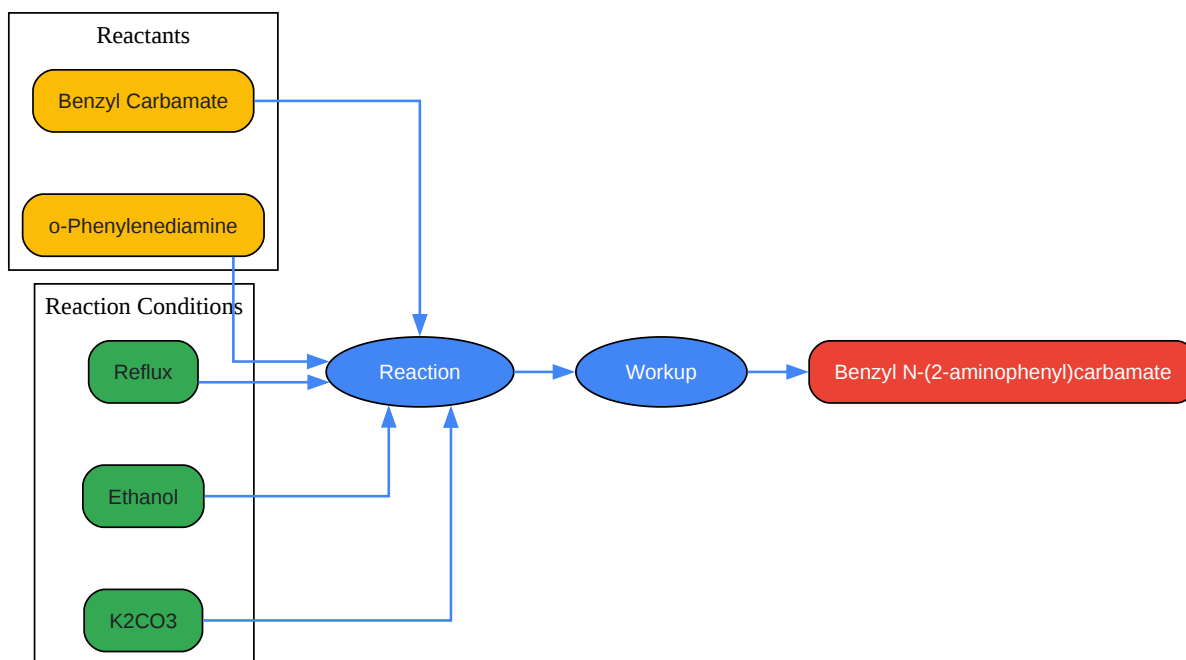 Reactants
Benzyl Carbamate
o-Phenylenediamine
Reaction Conditions
Reflux
Ethanol
K2CO3
Reaction
Workup
Benzyl N-(2-aminophenyl)carbamate